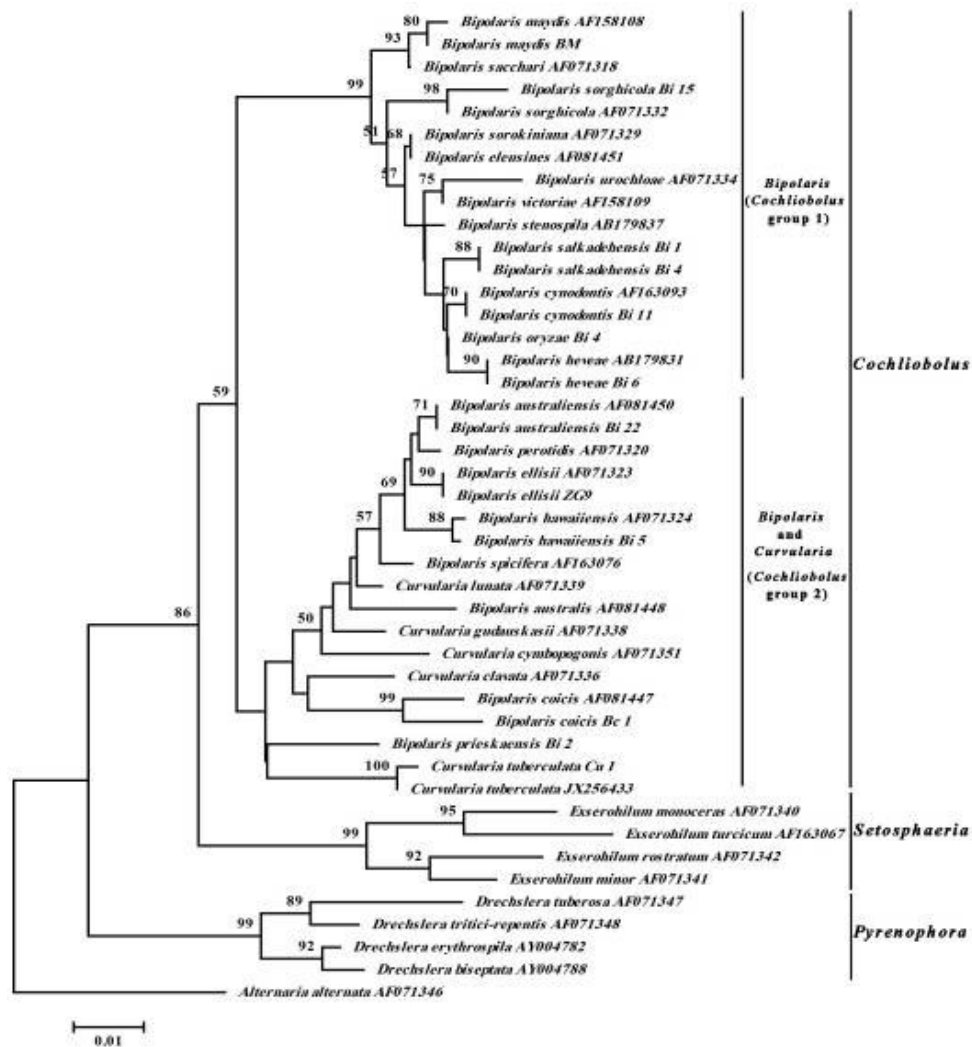 80
Bipolaris maydis AF158108
93
Bipolaris maydis BM
Bipolaris sacchari AF071318
99
98
Bipolaris sorghicola Bi 15
Bipolaris sorghicola AF071332
51
68
Bipolaris sorokiniana AF071329
Bipolaris elensines AF081451
57
75
Bipolaris urochloae AF071334
Bipolaris victoriae AF158109
Bipolaris stenospila AB179837
88
Bipolaris salkadehensis Bi 1
Bipolaris salkadehensis Bi 4
70
Bipolaris cynodontis AF163093
Bipolaris cynodontis Bi 11
Bipolaris oryzae Bi 4
90
Bipolaris heveae AB179831
Bipolaris heveae Bi 6
Bipolaris
(Cochliobolus
group 1)
59
71
Bipolaris australiensis AF081450
Bipolaris australiensis Bi 22
Bipolaris perotidis AF071320
69
90
Bipolaris ellisii AF071323
Bipolaris ellisii ZG9
57
88
Bipolaris hawaiiensis AF071324
Bipolaris hawaiiensis Bi 5
Bipolaris spicifera AF163076
Curvularia lunata AF071339
Bipolaris australis AF081448
86
50
Curvularia gudauskasii AF071338
Curvularia cymbopogonis AF071351
Curvularia clavata AF071336
99
Bipolaris coicis AF081447
Bipolaris coicis Bc 1
Bipolaris prieskaensis Bi 2
100
Curvularia tuberculata Cu 1
Curvularia tuberculata JX256433
Bipolaris
and
Curvularia
(Cochliobolus
group 2)
Cochliobolus
95
Exserohilum monoceras AF071340
99
Exserohilum turcicum AF163067
92
Exserohilum rostratum AF071342
Exserohilum minor AF071341
Setosphaeria
89
Drechslera tuberosa AF071347
99
Drechslera tritici-repentis AF071348
92
Drechslera erythrospila AY004782
Drechslera biseptata AY004788
Pyrenophora
Alternaria alternata AF071346
0.01